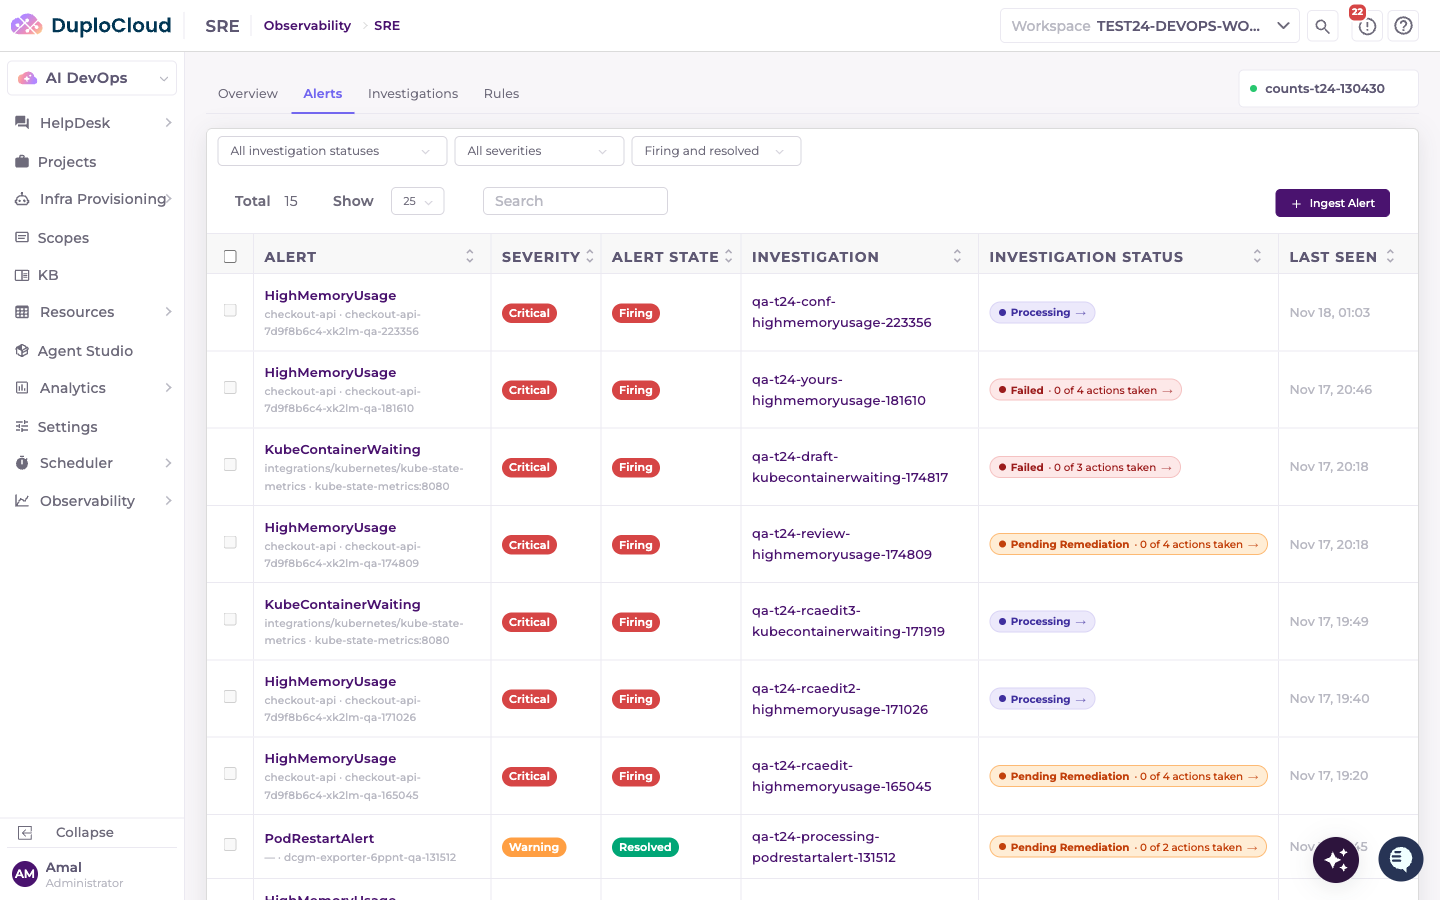 DuploCloud
SRE
Observability
SRE
Workspace TEST24-DEVOPS-WO...
22
AI DevOps
HelpDesk
Projects
Infra Provisioning
Scopes
KB
Resources
Agent Studio
Analytics
Settings
Scheduler
Observability
Collapse
AM
Amal
Administrator
Overview
Alerts
Investigations
Rules
counts-t24-130430
All investigation statuses
All severities
Firing and resolved
Total 15
Show 25
Search
+ Ingest Alert
ALERT SEVERITY ALERT STATE INVESTIGATION INVESTIGATION STATUS LAST SEEN
HighMemoryUsage
checkout-api · checkout-api-
7d9f8b6c4-xk2lm-qa-223356
Critical
Firing
qa-t24-conf-
highmemoryusage-223356
Processing →
Nov 18, 01:03
HighMemoryUsage
checkout-api · checkout-api-
7d9f8b6c4-xk2lm-qa-181610
Critical
Firing
qa-t24-yours-
highmemoryusage-181610
Failed · 0 of 4 actions taken →
Nov 17, 20:46
KubeContainerWaiting
integrations/kubernetes/kube-state-
metrics · kube-state-metrics:8080
Critical
Firing
qa-t24-draft-
kubecontainerwaiting-174817
Failed · 0 of 3 actions taken →
Nov 17, 20:18
HighMemoryUsage
checkout-api · checkout-api-
7d9f8b6c4-xk2lm-qa-174809
Critical
Firing
qa-t24-review-
highmemoryusage-174809
Pending Remediation · 0 of 4 actions taken →
Nov 17, 20:18
KubeContainerWaiting
integrations/kubernetes/kube-state-
metrics · kube-state-metrics:8080
Critical
Firing
qa-t24-rcaedit3-
kubecontainerwaiting-171919
Processing →
Nov 17, 19:49
HighMemoryUsage
checkout-api · checkout-api-
7d9f8b6c4-xk2lm-qa-171026
Critical
Firing
qa-t24-rcaedit2-
highmemoryusage-171026
Processing →
Nov 17, 19:40
HighMemoryUsage
checkout-api · checkout-api-
7d9f8b6c4-xk2lm-qa-165045
Critical
Firing
qa-t24-rcaedit-
highmemoryusage-165045
Pending Remediation · 0 of 4 actions taken →
Nov 17, 19:20
PodRestartAlert
— · dcgm-exporter-6ppnt-qa-131512
Warning
Resolved
qa-t24-processing-
podrestartalert-131512
Pending Remediation · 0 of 2 actions taken →
HighMemoryUsage